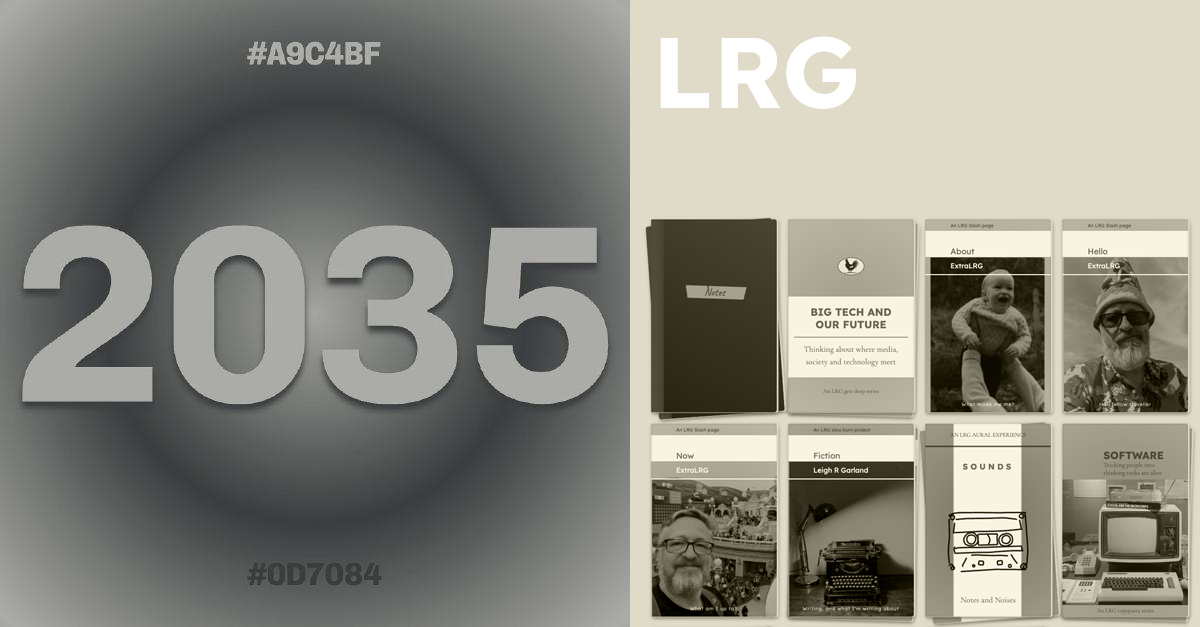 #A9C4BF
2035
#0D7084
LRG
Notes
BIG TECH AND
OUR FUTURE
Thinking about where media,
society and technology meet
An LRG gets deep series
An LRG Slash page
About
ExtraLRG
What made me me?
An LRG Slash page
Hello
ExtraLRG
Hail fellow traveller
An LRG Slash page
Now
ExtraLRG
What am I up to?
An LRG slow burn project
Fiction
Leigh R Garland
Writing, and what I'm writing about
AN LRG AURAL EXPERIENCE
SOUNDS
Notes and Noises
SOFTWARE
Tricking people into
thinking rocks are alive
An LRG copypasta series